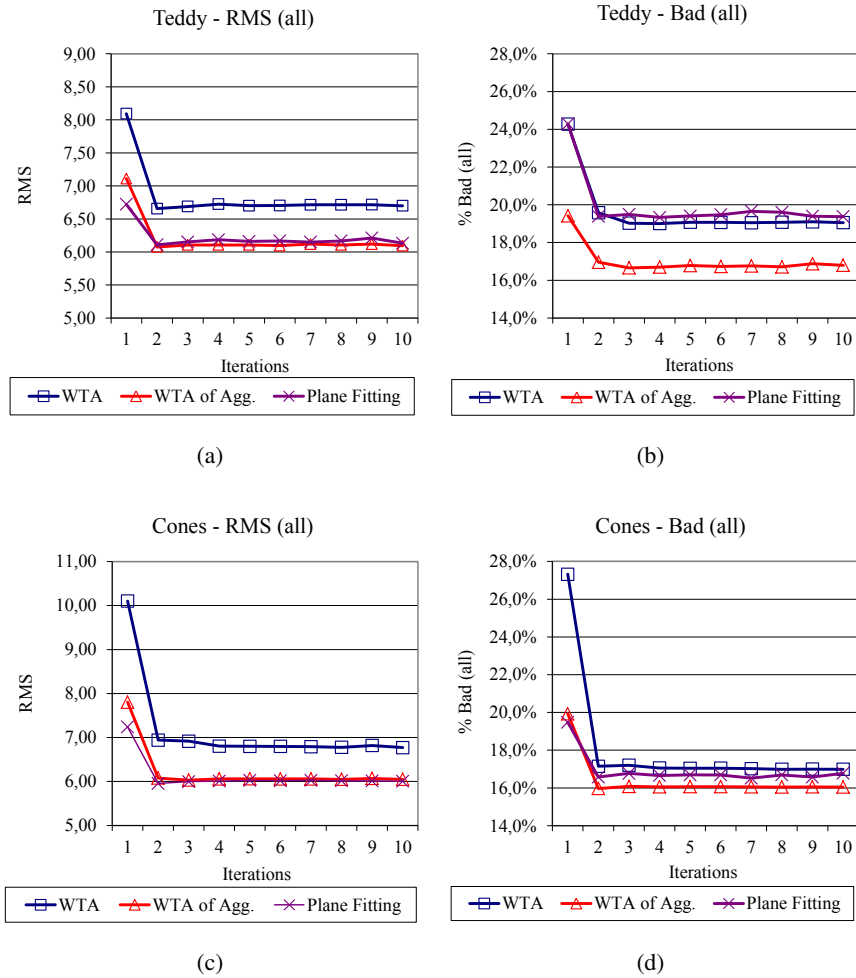 Teddy - RMS (all)
9,00
8,50
8,00
7,50
7,00
6,50
6,00
5,50
5,00
RMS
1 2 3 4 5 6 7 8 9 10
Iterations
WTA WTA of Agg. Plane Fitting
(a)
Teddy - Bad (all)
28,0%
26,0%
24,0%
22,0%
20,0%
18,0%
16,0%
14,0%
% Bad (all)
1 2 3 4 5 6 7 8 9 10
Iterations
WTA WTA of Agg. Plane Fitting
(b)
Cones - RMS (all)
11,00
10,00
9,00
8,00
7,00
6,00
5,00
RMS
1 2 3 4 5 6 7 8 9 10
Iterations
WTA WTA of Agg. Plane Fitting
(c)
Cones - Bad (all)
28,0%
26,0%
24,0%
22,0%
20,0%
18,0%
16,0%
14,0%
% Bad (all)
1 2 3 4 5 6 7 8 9 10
Iterations
WTA WTA of Agg. Plane Fitting
(d)